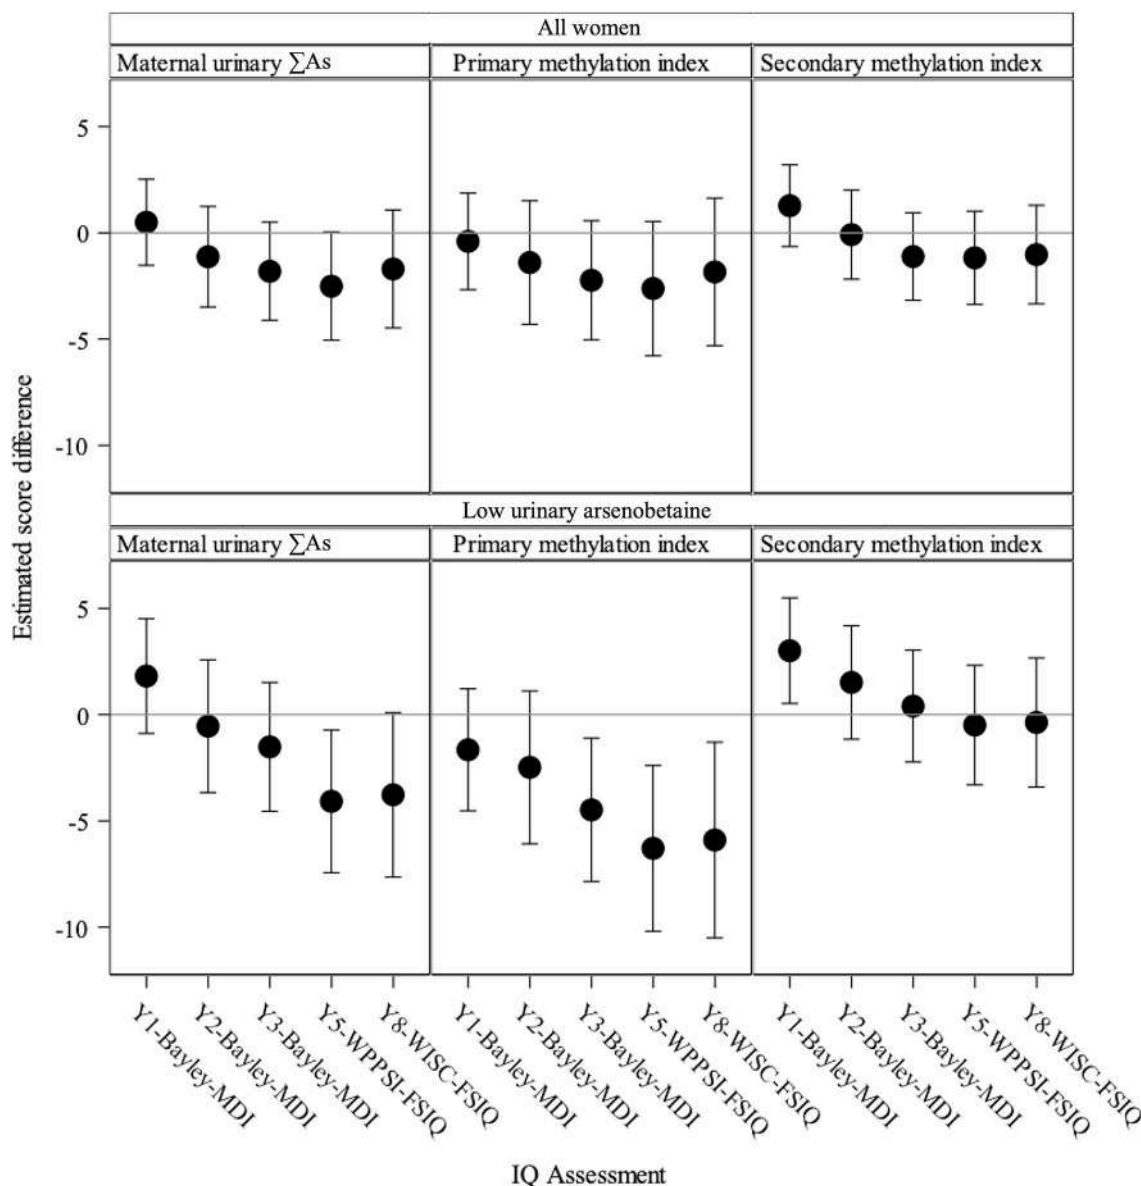 All women
Maternal urinary ∑As
Primary methylation index
Secondary methylation index
5
0
-5
-10
Estimated score difference
Low urinary arsenobetaine
Maternal urinary ∑As
Primary methylation index
Secondary methylation index
5
0
-5
-10
Y1-Bayley-MDI
Y2-Bayley-MDI
Y3-Bayley-MDI
Y5-WPPSI-FSIQ
Y8-WISC-FSIQ
Y1-Bayley-MDI
Y2-Bayley-MDI
Y3-Bayley-MDI
Y5-WPPSI-FSIQ
Y8-WISC-FSIQ
Y1-Bayley-MDI
Y2-Bayley-MDI
Y3-Bayley-MDI
Y5-WPPSI-FSIQ
Y8-WISC-FSIQ
IQ Assessment